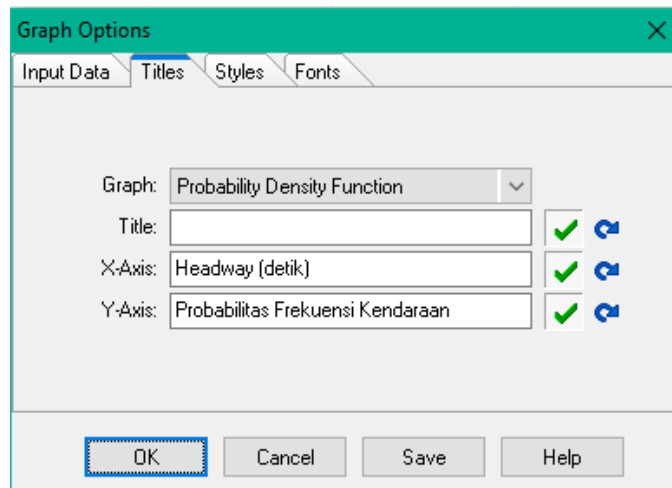 Graph Options
Input Data Titles Styles Fonts
Graph: Probability Density Function
Title:
X-Axis: Headway (detik)
Y-Axis: Probabilitas Frekuensi Kendaraan
OK Cancel Save Help